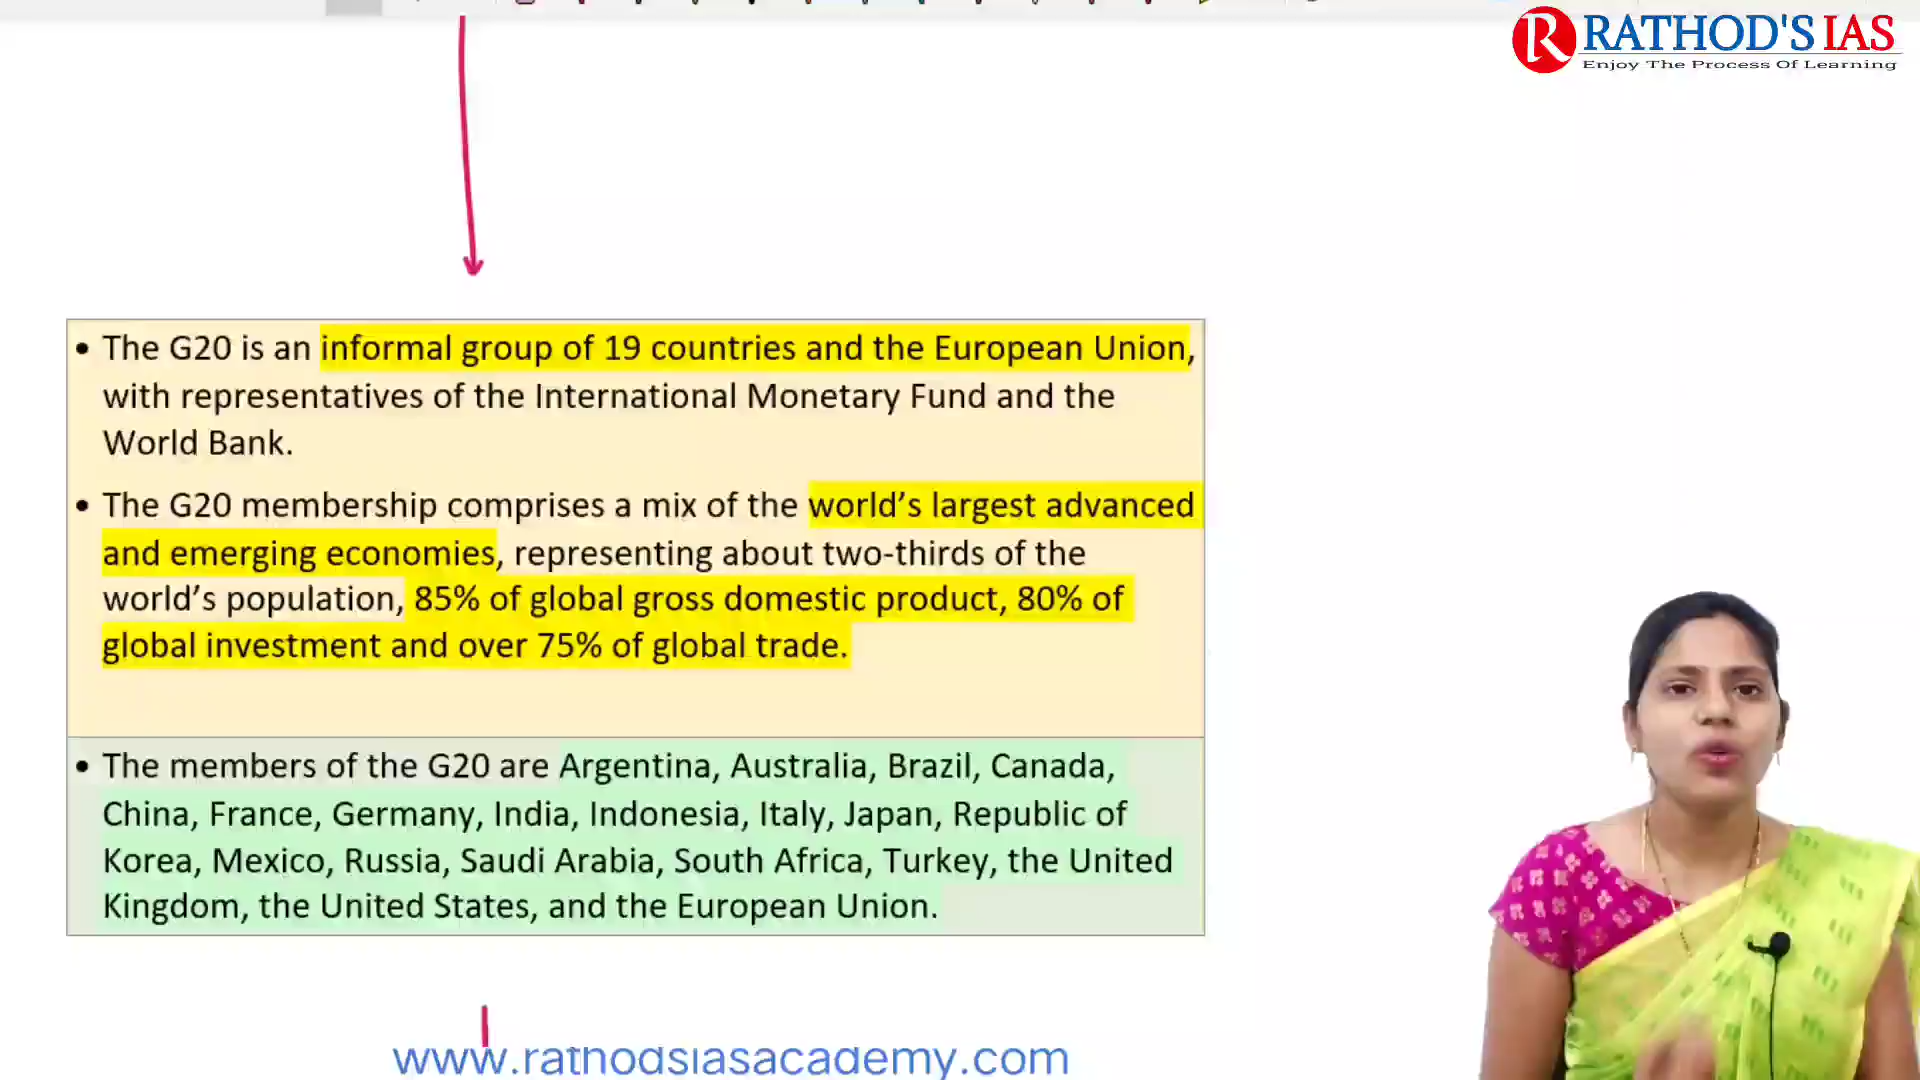 RATHOD'S IAS
Enjoy The Process Of Learning
• The G20 is an informal group of 19 countries and the European Union,
with representatives of the International Monetary Fund and the
World Bank.
• The G20 membership comprises a mix of the world’s largest advanced
and emerging economies, representing about two-thirds of the
world’s population, 85% of global gross domestic product, 80% of
global investment and over 75% of global trade.
• The members of the G20 are Argentina, Australia, Brazil, Canada,
China, France, Germany, India, Indonesia, Italy, Japan, Republic of
Korea, Mexico, Russia, Saudi Arabia, South Africa, Turkey, the United
Kingdom, the United States, and the European Union.
www.rathodsiasacademy.com